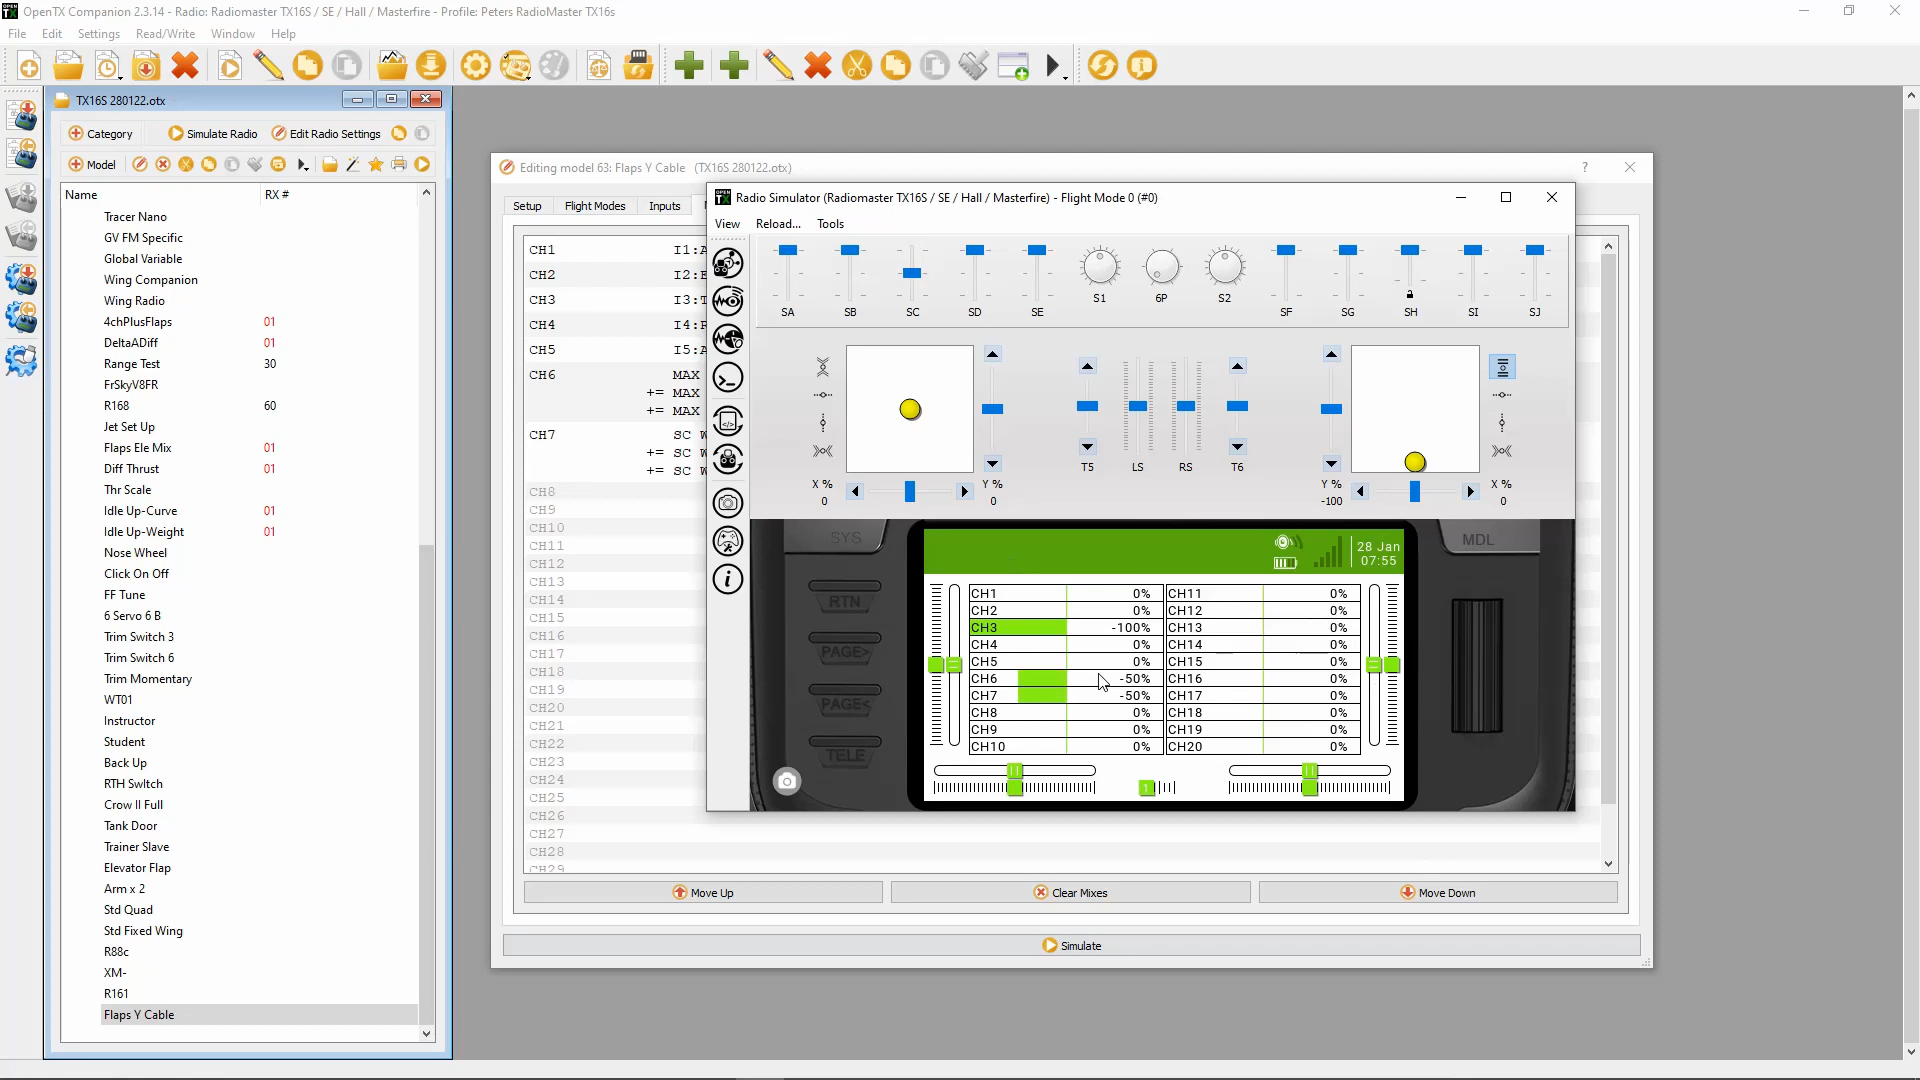 OpenTX Companion 2.3.14 - Radio: Radiomaster TX16S / SE / Hall / Masterfire - Profile: Peters RadioMaster TX16s
File Edit Settings Read/Write Window Help
TX16S 280122.otx
Category Simulate Radio Edit Radio Settings
Model
Name RX #
Tracer Nano
GV FM Specific
Global Variable
Wing Companion
Wing Radio
4chPlusFlaps 01
DeltaADiff 01
Range Test 30
FrSkyV8FR
R168 60
Jet Set Up
Flaps Ele Mix 01
Diff Thrust 01
Thr Scale
Idle Up-Curve 01
Idle Up-Weight 01
Nose Wheel
Click On Off
FF Tune
6 Servo 6 B
Trim Switch 3
Trim Switch 6
Trim Momentary
WT01
Instructor
Student
Back Up
RTH Swltch
Crow ll Full
Tank Door
Trainer Slave
Elevator Flap
Arm x 2
Std Quad
Std Fixed Wing
R88c
XM-
R161
Flaps Y Cable
Editing model 63: Flaps Y Cable (TX16S 280122.otx)
?
Setup Flight Modes Inputs
CH1 I1:A
CH2 I2:E
CH3 I3:T
CH4 I4:R
CH5 I5:A
CH6 MAX
+= MAX
+= MAX
CH7 SC W
+= SC W
+= SC W
CH8
CH9
CH10
CH11
CH12
CH13
CH14
CH15
CH16
CH17
CH18
CH19
CH20
CH21
CH22
CH23
CH24
CH25
CH26
CH27
CH28
CH29
Move Up Clear Mixes Move Down
Simulate
Radio Simulator (Radiomaster TX16S / SE / Hall / Masterfire) - Flight Mode 0 (#0)
View Reload... Tools
SA SB SC SD SE S1 6P S2 SF SG SH SI SJ
T5 LS RS T6
X % Y % Y % X %
0 0 -100 0
SYS MDL
RTN
PAGE>
PAGE<
TELE
28 Jan
07:55
CH1 0% CH11 0%
CH2 0% CH12 0%
CH3 -100% CH13 0%
CH4 0% CH14 0%
CH5 0% CH15 0%
CH6 -50% CH16 0%
CH7 -50% CH17 0%
CH8 0% CH18 0%
CH9 0% CH19 0%
CH10 0% CH20 0%
1